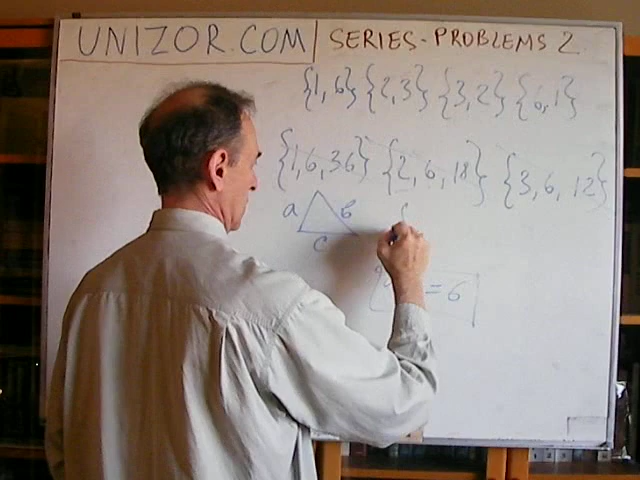 UNIZOR.COM | SERIES-PROBLEMS 2
{1, 6} {2, 3} {3, 2} {6, 1}
{1, 6, 36} {2, 6, 18} {3, 6, 12}
a b
c
= 6